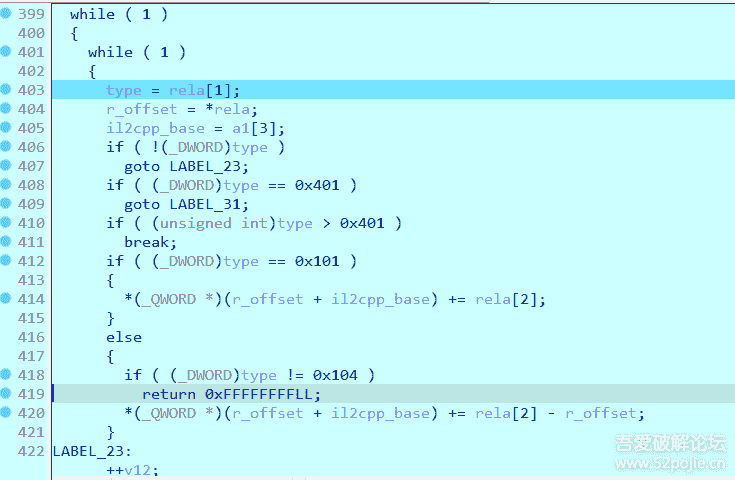 399 while ( 1 )
400 {
401 while ( 1 )
402 {
403 type = rela[1];
404 r_offset = *rela;
405 il2cpp_base = a1[3];
406 if ( !(_DWORD)type )
407 goto LABEL_23;
408 if ( (_DWORD)type == 0x401 )
409 goto LABEL_31;
410 if ( (unsigned int)type > 0x401 )
411 break;
412 if ( (_DWORD)type == 0x101 )
413 {
414 *(_QWORD *)(r_offset + il2cpp_base) += rela[2];
415 }
416 else
417 {
418 if ( (_DWORD)type != 0x104 )
419 return 0xFFFFFFFFLL;
420 *(_QWORD *)(r_offset + il2cpp_base) += rela[2] - r_offset;
421 }
422 LABEL_23:
++v12;
吾爱破解论坛
www.52pojie.cn